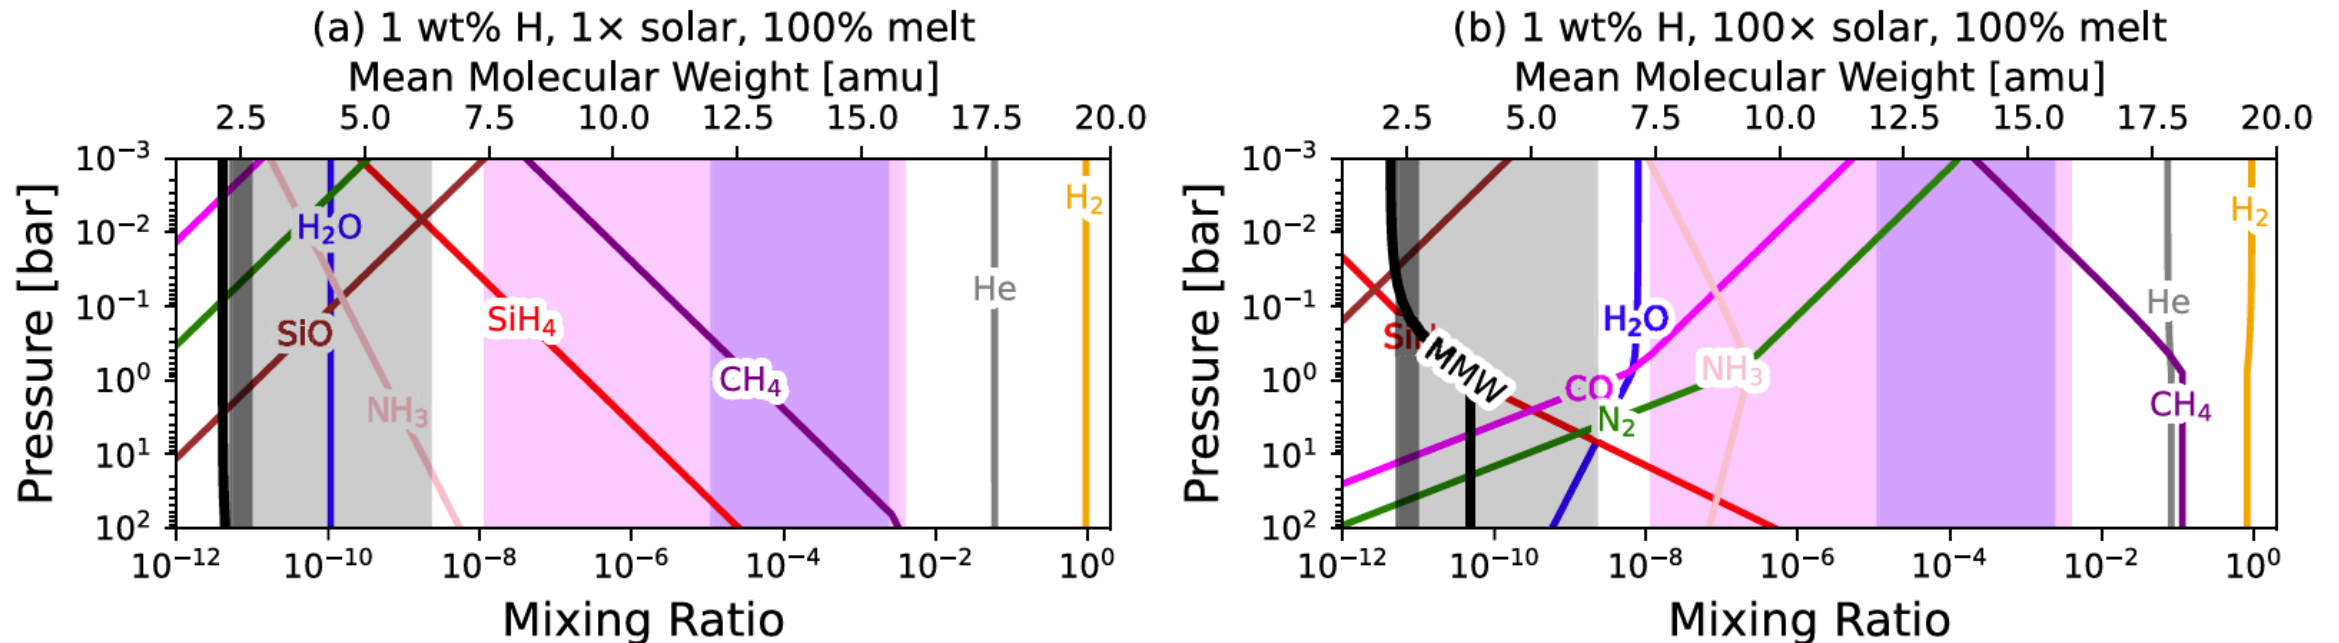 (a) 1 wt% H, 1× solar, 100% melt
Mean Molecular Weight [amu]
2.5 5.0 7.5 10.0 12.5 15.0 17.5 20.0
Pressure [bar]
10⁻³
10⁻²
10⁻¹
10⁰
10¹
10²
H₂O
SiO
NH₃
SiH₄
CH₄
He
H₂
10⁻¹² 10⁻¹⁰ 10⁻⁸ 10⁻⁶ 10⁻⁴ 10⁻² 10⁰
Mixing Ratio
(b) 1 wt% H, 100× solar, 100% melt
Mean Molecular Weight [amu]
2.5 5.0 7.5 10.0 12.5 15.0 17.5 20.0
Pressure [bar]
10⁻³
10⁻²
10⁻¹
10⁰
10¹
10²
MMW
H₂O
CO
N₂
NH₃
He
CH₄
H₂
10⁻¹² 10⁻¹⁰ 10⁻⁸ 10⁻⁶ 10⁻⁴ 10⁻² 10⁰
Mixing Ratio